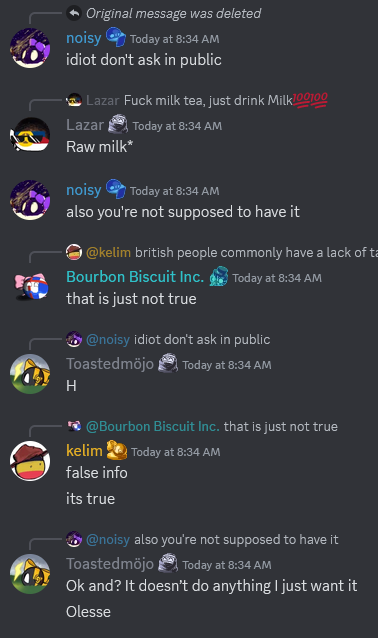 Original message was deleted
noisy Today at 8:34 AM
idiot don't ask in public
Lazar Fuck milk tea, just drink Milk💯💯
Lazar Today at 8:34 AM
Raw milk*
noisy Today at 8:34 AM
also you're not supposed to have it
@kelim british people commonly have a lack of ta
Bourbon Biscuit Inc. Today at 8:34 AM
that is just not true
@noisy idiot don't ask in public
Toastedmöjo Today at 8:34 AM
H
@Bourbon Biscuit Inc. that is just not true
kelim Today at 8:34 AM
false info
its true
@noisy also you're not supposed to have it
Toastedmöjo Today at 8:34 AM
Ok and? It doesn't do anything I just want it
Olesse